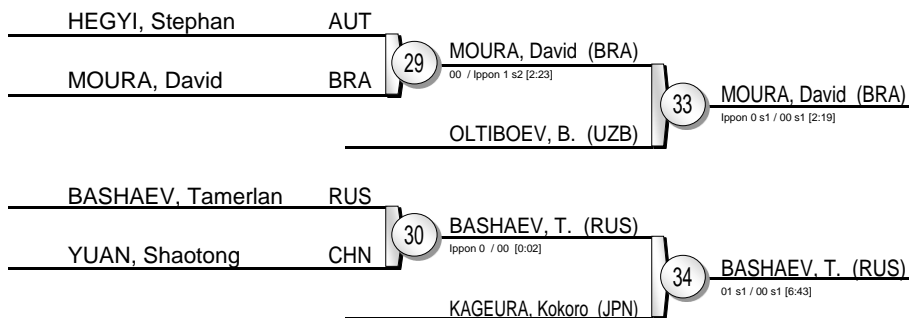 HEGYI, Stephan AUT
29
MOURA, David (BRA)
00 / Ippon 1 s2 [2:23]
MOURA, David BRA
33
MOURA, David (BRA)
Ippon 0 s1 / 00 s1 [2:19]
OLTIBOEV, B. (UZB)
BASHAEV, Tamerlan RUS
30
BASHAEV, T. (RUS)
Ippon 0 / 00 [0:02]
YUAN, Shaotong CHN
34
BASHAEV, T. (RUS)
01 s1 / 00 s1 [6:43]
KAGEURA, Kokoro (JPN)